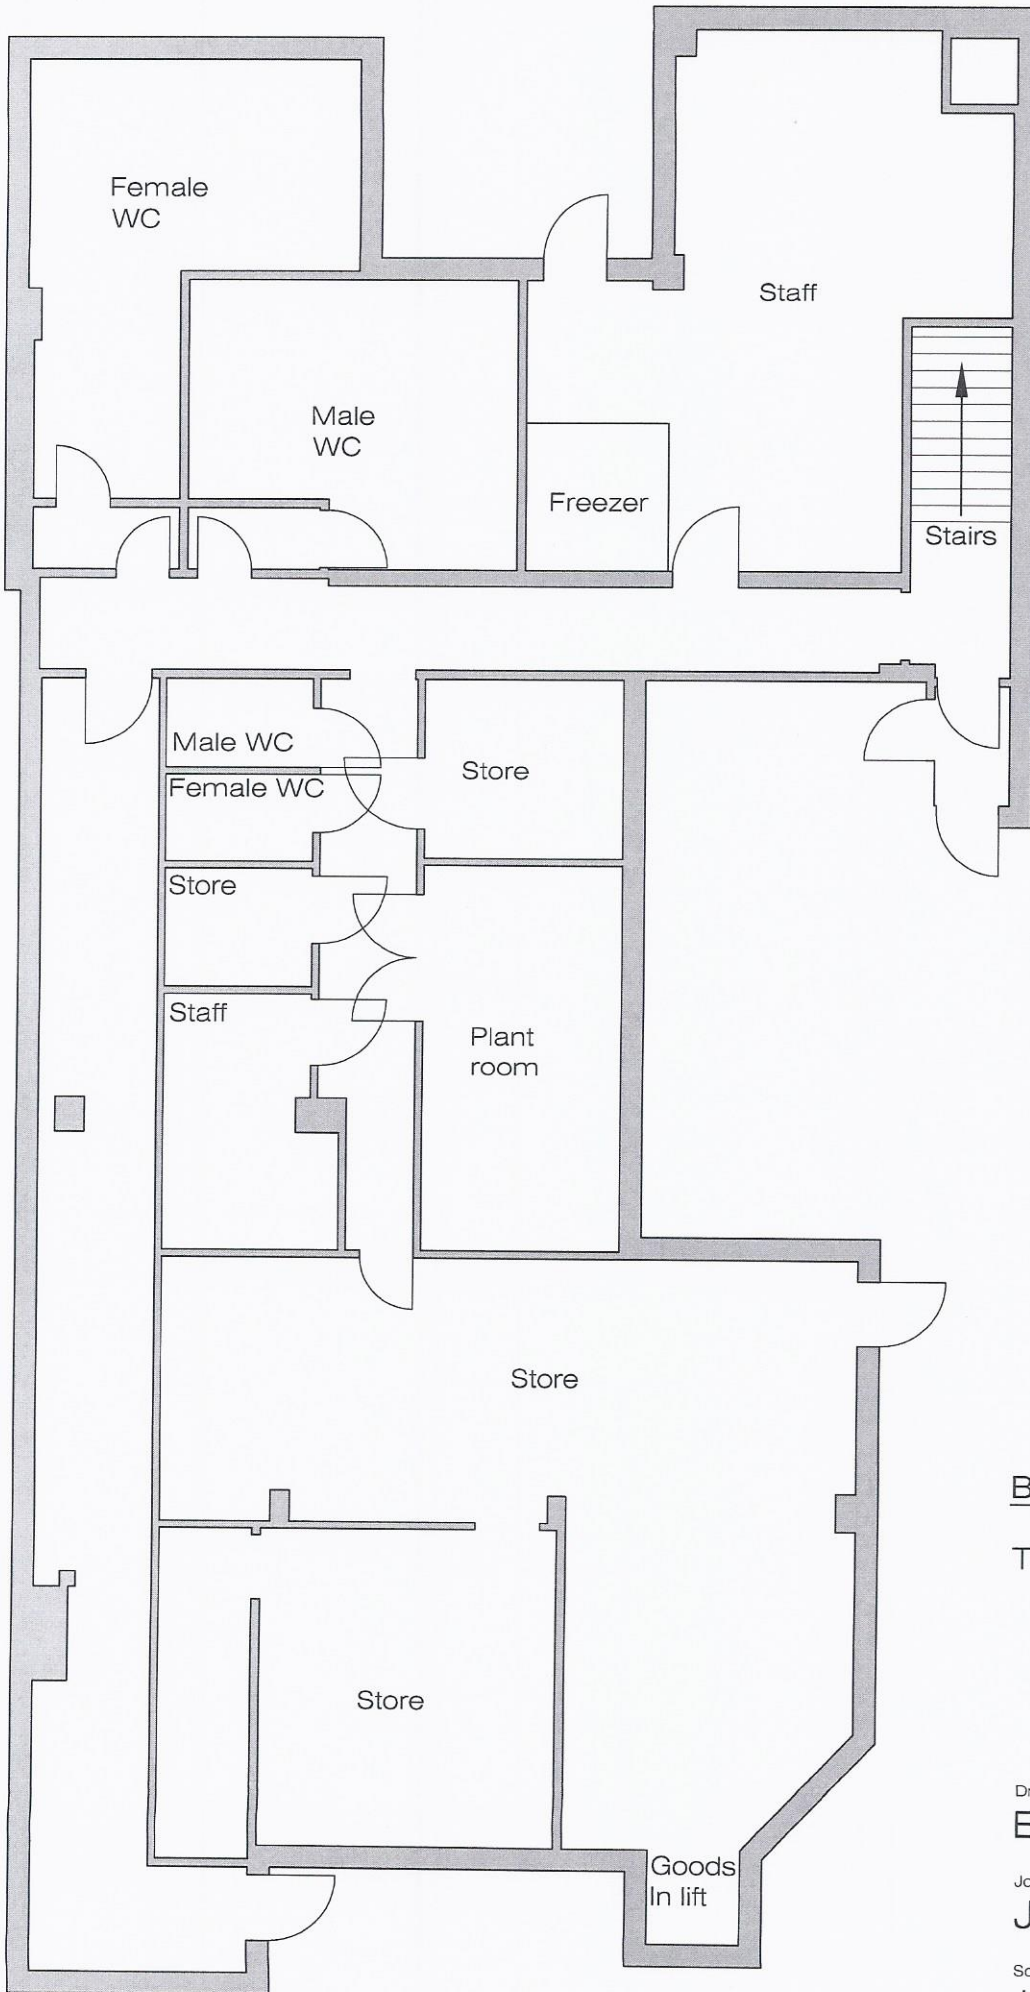 Female
WC
Staff
Male
WC
Freezer
Stairs
Male WC
Store
Female WC
Store
Staff
Plant
room
Store
Store
Goods
In lift